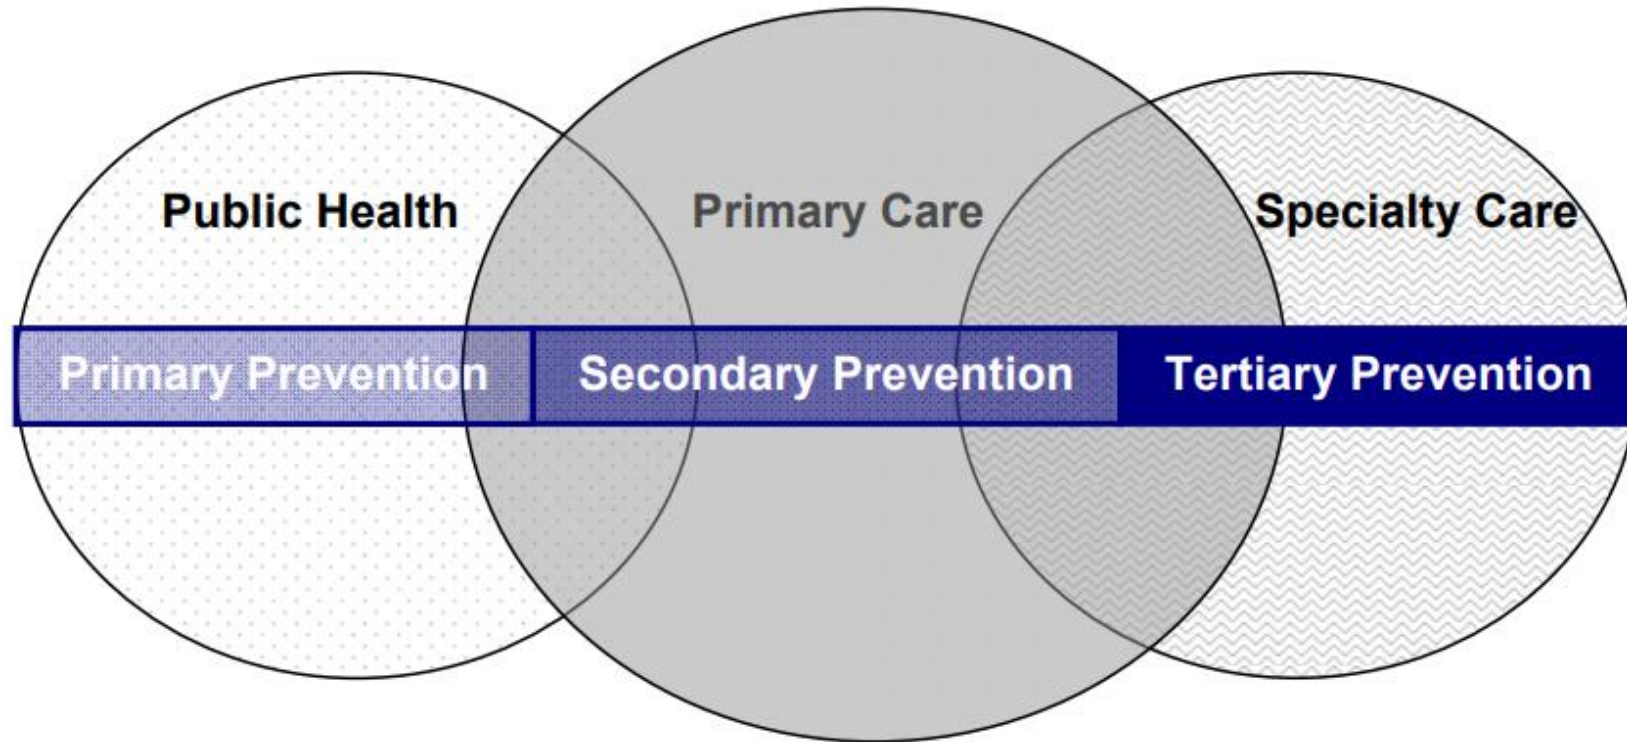 Public Health
Primary Care
Specialty Care
Primary Prevention
Secondary Prevention
Tertiary Prevention